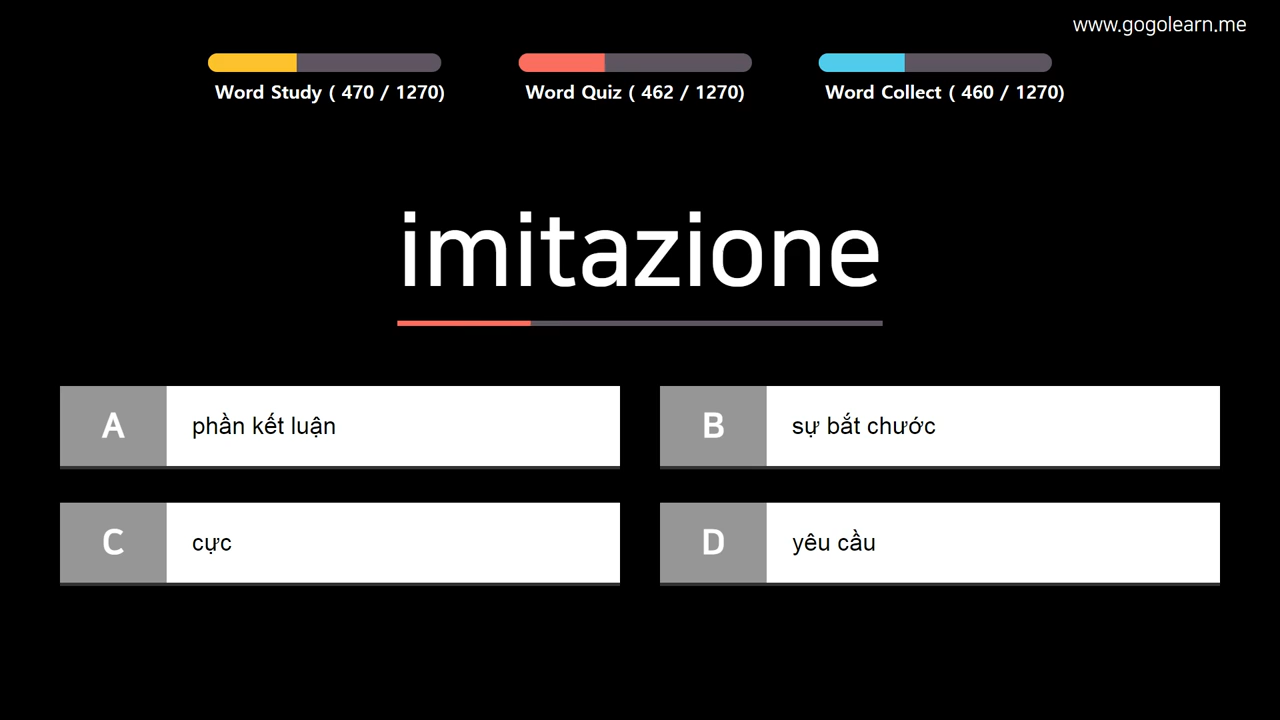 www.gogolearn.me
Word Study ( 470 / 1270)
Word Quiz ( 462 / 1270)
Word Collect ( 460 / 1270)
imitazione
A phần kết luận
B sự bắt chước
C cực
D yêu cầu